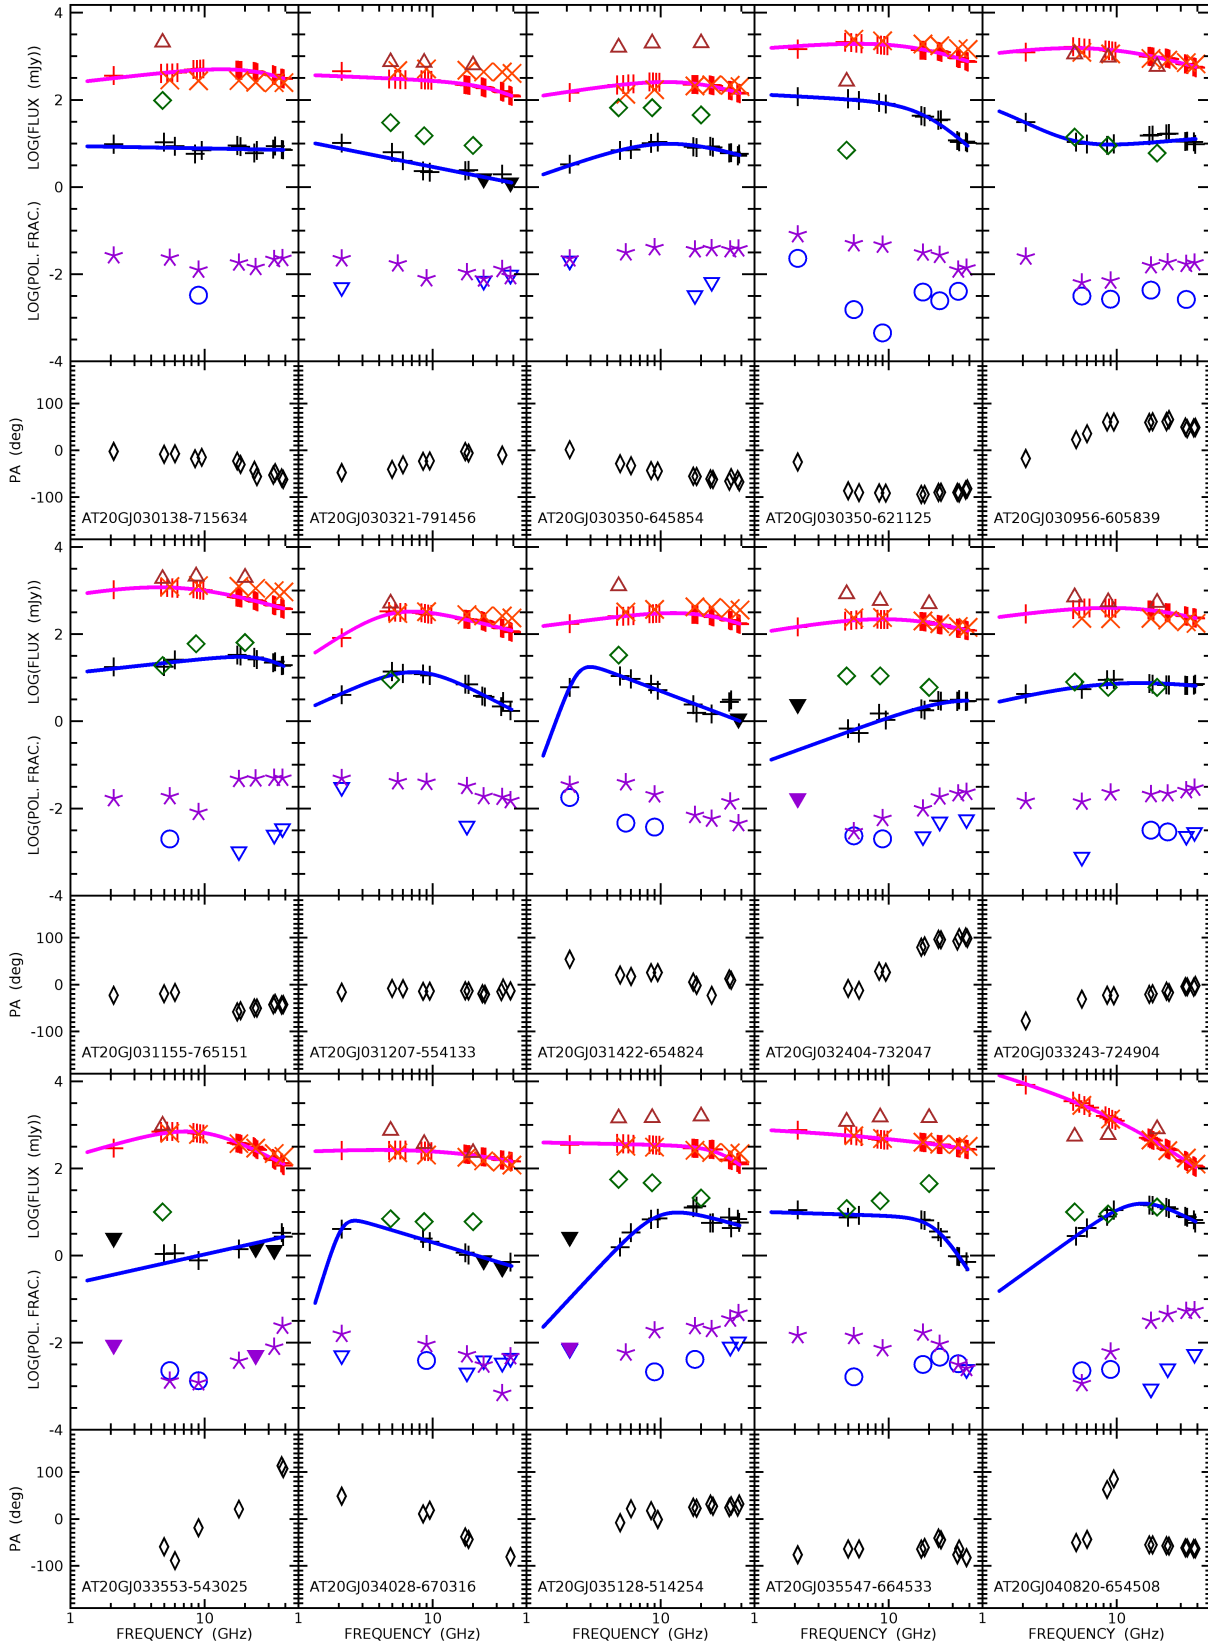 4
2
0
-2
-4
LOG(POL. FRAC.) LOG(FLUX (mJy))
100
0
-100
PA (deg)
AT20GJ030138-715634 AT20GJ030321-791456 AT20GJ030350-645854 AT20GJ030350-621125 AT20GJ030956-605839
4
2
0
-2
-4
LOG(POL. FRAC.) LOG(FLUX (mJy))
100
0
-100
PA (deg)
AT20GJ031155-765151 AT20GJ031207-554133 AT20GJ031422-654824 AT20GJ032404-732047 AT20GJ033243-724904
4
2
0
-2
-4
LOG(POL. FRAC.) LOG(FLUX (mJy))
100
0
-100
PA (deg)
AT20GJ033553-543025 AT20GJ034028-670316 AT20GJ035128-514254 AT20GJ035547-664533 AT20GJ040820-654508
1 10 1 10 1 10 1 10 1 10
FREQUENCY (GHz) FREQUENCY (GHz) FREQUENCY (GHz) FREQUENCY (GHz) FREQUENCY (GHz)